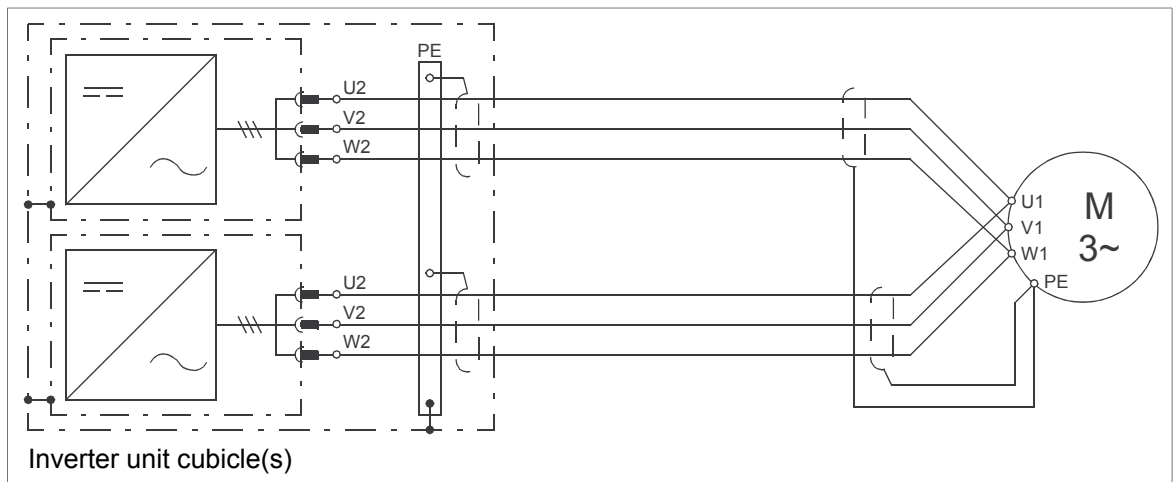 PE
U2
V2
W2
U1
V1
W1
PE
M
3~
U2
V2
W2
Inverter unit cubicle(s)